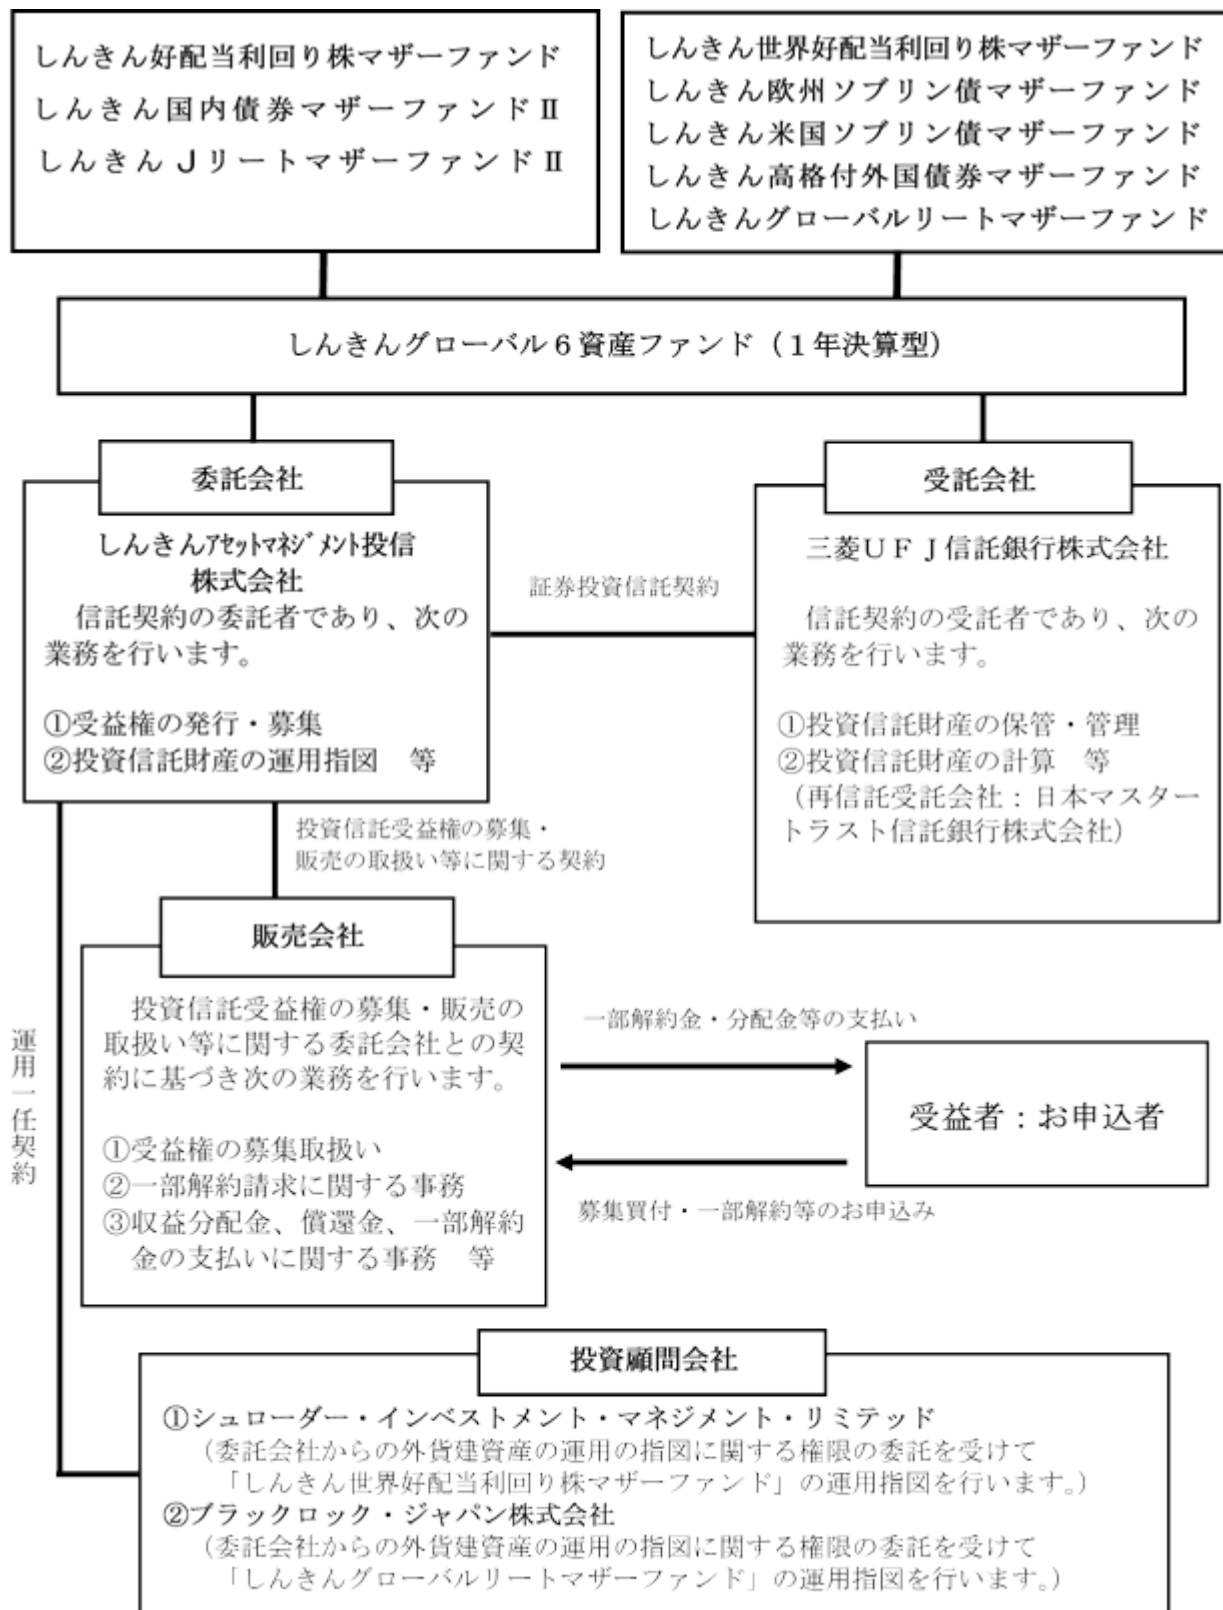 しんきん好配当利回り株マザーファンド
しんきん国内債券マザーファンドⅡ
しんきんJリートマザーファンドⅡ
しんきん世界好配当利回り株マザーファンド
しんきん欧州ソブリン債マザーファンド
しんきん米国ソブリン債マザーファンド
しんきん高格付外国債券マザーファンド
しんきんグローバルリートマザーファンド
しんきんグローバル6資産ファンド（1年決算型）
委託会社
しんきんｱｾｯﾄﾏﾈｼﾞﾒﾝﾄ投信
株式会社
信託契約の委託者であり、次の
業務を行います。
①受益権の発行・募集
②投資信託財産の運用指図　等
証券投資信託契約
受託会社
三菱ＵＦＪ信託銀行株式会社
信託契約の受託者であり、次の
業務を行います。
①投資信託財産の保管・管理
②投資信託財産の計算　等
（再信託受託会社：日本マスター
トラスト信託銀行株式会社）
投資信託受益権の募集・
販売の取扱い等に関する契約
販売会社
投資信託受益権の募集・販売の
取扱い等に関する委託会社との契
約に基づき次の業務を行います。
①受益権の募集取扱い
②一部解約請求に関する事務
③収益分配金、償還金、一部解約
金の支払いに関する事務　等
一部解約金・分配金等の支払い
受益者：お申込者
募集買付・一部解約等のお申込み
運用一任契約
投資顧問会社
①シュローダー・インベストメント・マネジメント・リミテッド
（委託会社からの外貨建資産の運用の指図に関する権限の委託を受けて
「しんきん世界好配当利回り株マザーファンド」の運用指図を行います。）
②ブラックロック・ジャパン株式会社
（委託会社からの外貨建資産の運用の指図に関する権限の委託を受けて
「しんきんグローバルリートマザーファンド」の運用指図を行います。）